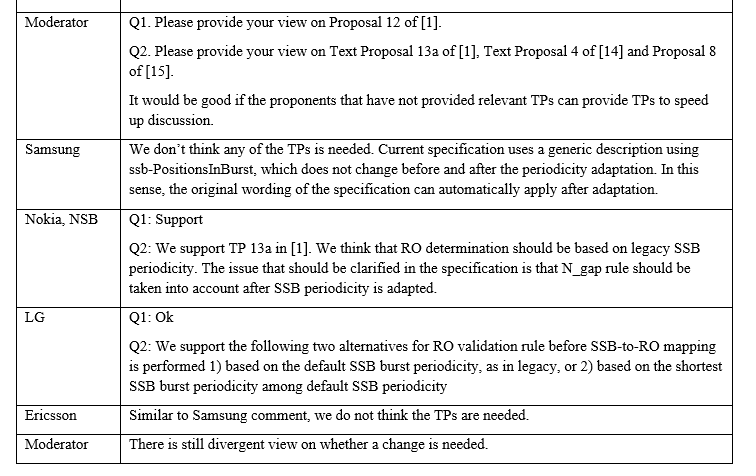 Moderator
Q1. Please provide your view on Proposal 12 of [1].
Q2. Please provide your view on Text Proposal 13a of [1], Text Proposal 4 of [14] and Proposal 8
of [15].
It would be good if the proponents that have not provided relevant TPs can provide TPs to speed
up discussion.
Samsung
We don’t think any of the TPs is needed. Current specification uses a generic description using
ssb-PositionsInBurst, which does not change before and after the periodicity adaptation. In this
sense, the original wording of the specification can automatically apply after adaptation.
Nokia, NSB
Q1: Support
Q2: We support TP 13a in [1]. We think that RO determination should be based on legacy SSB
periodicity. The issue that should be clarified in the specification is that N_gap rule should be
taken into account after SSB periodicity is adapted.
LG
Q1: Ok
Q2: We support the following two alternatives for RO validation rule before SSB-to-RO mapping
is performed 1) based on the default SSB burst periodicity, as in legacy, or 2) based on the shortest
SSB burst periodicity among default SSB periodicity
Ericsson
Similar to Samsung comment, we do not think the TPs are needed.
Moderator
There is still divergent view on whether a change is needed.